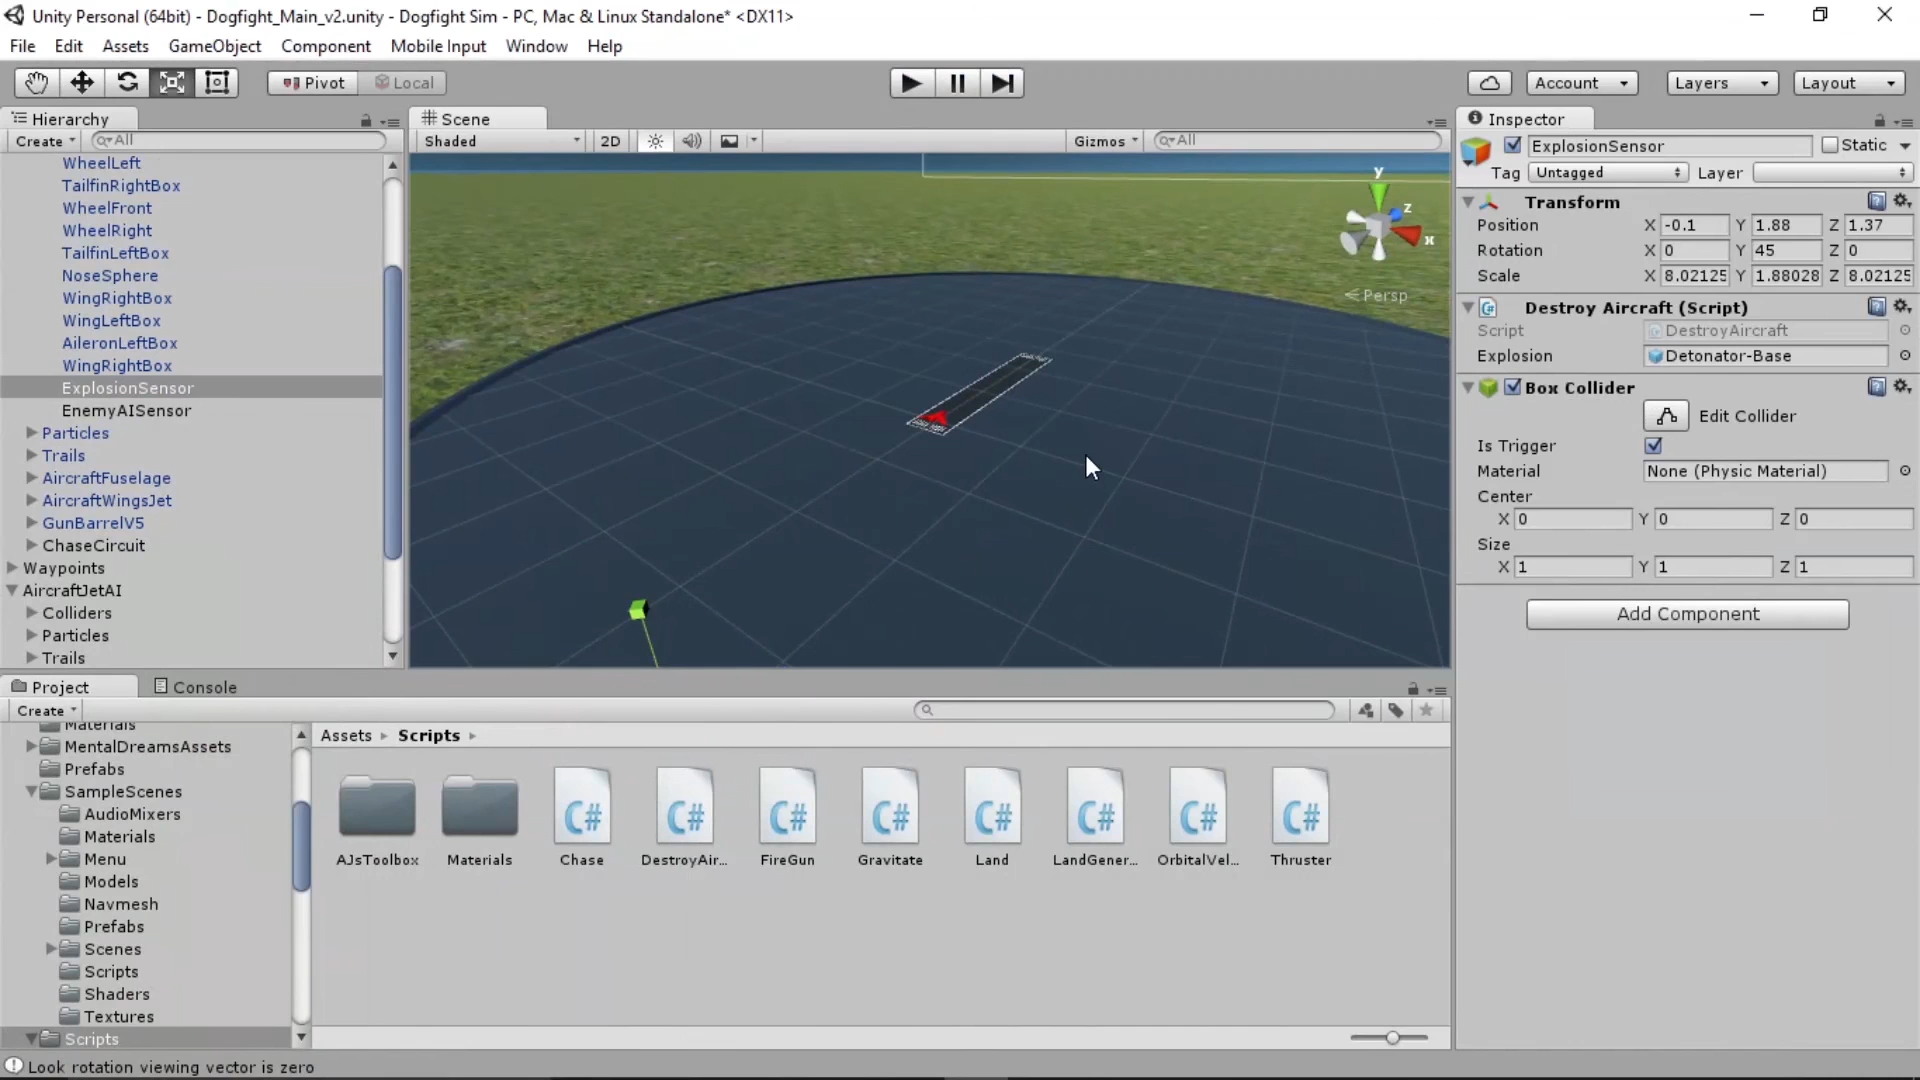 Unity Personal (64bit) - Dogfight_Main_v2.unity - Dogfight Sim - PC, Mac & Linux Standalone* <DX11>
File Edit Assets GameObject Component Mobile Input Window Help
Pivot Local Account Layers Layout
Hierarchy
Create All
WheelLeft
TailfinRightBox
WheelFront
WheelRight
TailfinLeftBox
NoseSphere
WingRightBox
WingLeftBox
AileronLeftBox
WingRightBox
ExplosionSensor
EnemyAISensor
Particles
Trails
AircraftFuselage
AircraftWingsJet
GunBarrelV5
ChaseCircuit
Waypoints
AircraftJetAI
Colliders
Particles
Trails
Scene
Shaded 2D Gizmos All
y
z
x
Persp
Inspector
ExplosionSensor Static
Tag Untagged Layer
Transform
Position X -0.1 Y 1.88 Z 1.37
Rotation X 0 Y 45 Z 0
Scale X 8.02125 Y 1.88028 Z 8.02125
Destroy Aircraft (Script)
Script DestroyAircraft
Explosion Detonator-Base
Box Collider
Edit Collider
Is Trigger
Material None (Physic Material)
Center
X 0 Y 0 Z 0
Size
X 1 Y 1 Z 1
Add Component
Project Console
Create
Materials
MentalDreamsAssets
Prefabs
SampleScenes
AudioMixers
Materials
Menu
Models
Navmesh
Prefabs
Scenes
Scripts
Shaders
Textures
Scripts
Assets Scripts
C# C# C# C# C# C# C# C#
AJsToolbox Materials Chase DestroyAir... FireGun Gravitate Land LandGener... OrbitalVel... Thruster
Look rotation viewing vector is zero